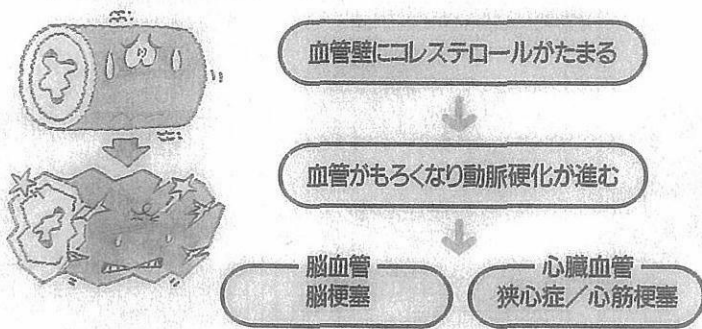 血管壁にコレステロールがたまる
血管がもろくなり動脈硬化が進む
脳血管
脳梗塞
心臓血管
狭心症／心筋梗塞